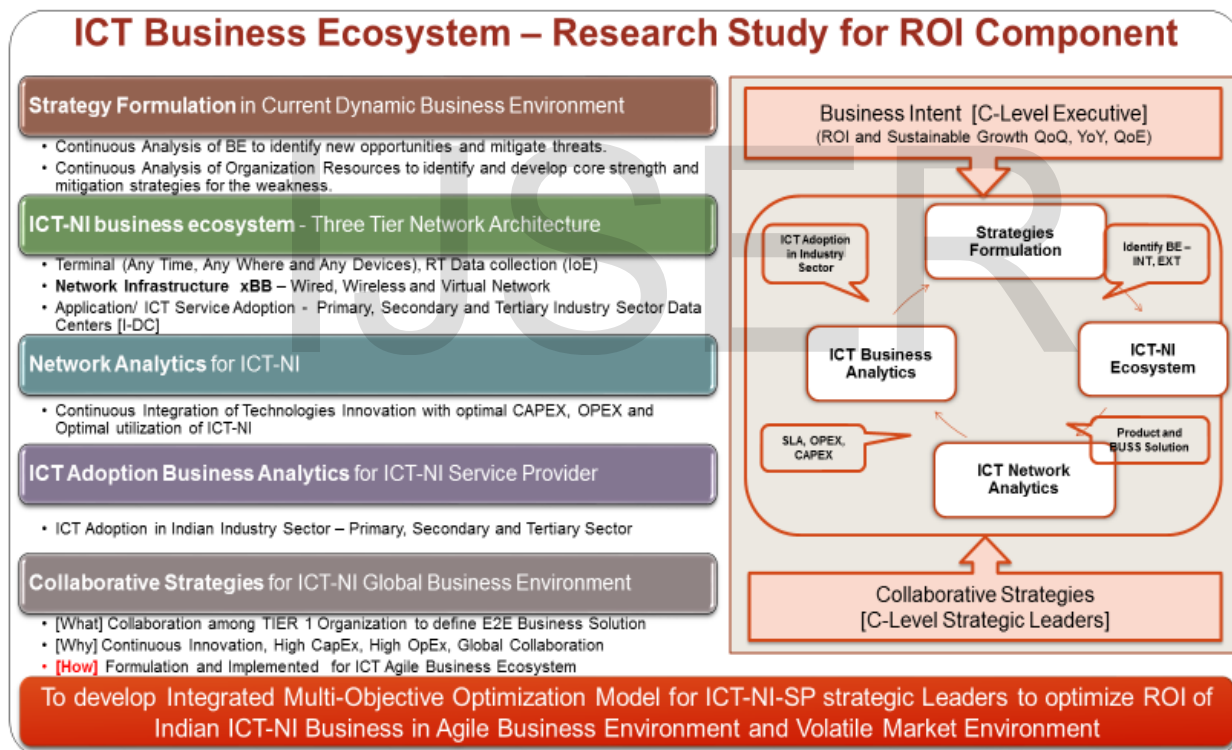 ICT Business Ecosystem – Research Study for ROI Component
Strategy Formulation in Current Dynamic Business Environment
• Continuous Analysis of BE to identify new opportunities and mitigate threats.
• Continuous Analysis of Organization Resources to identify and develop core strength and
mitigation strategies for the weakness.
ICT-NI business ecosystem - Three Tier Network Architecture
• Terminal (Any Time, Any Where and Any Devices), RT Data collection (IoE)
• Network Infrastructure xBB – Wired, Wireless and Virtual Network
• Application/ ICT Service Adoption - Primary, Secondary and Tertiary Industry Sector Data
Centers [I-DC]
Network Analytics for ICT-NI
• Continuous Integration of Technologies Innovation with optimal CAPEX, OPEX and
Optimal utilization of ICT-NI
ICT Adoption Business Analytics for ICT-NI Service Provider
• ICT Adoption in Indian Industry Sector – Primary, Secondary and Tertiary Sector
Collaborative Strategies for ICT-NI Global Business Environment
• [What] Collaboration among TIER 1 Organization to define E2E Business Solution
• [Why] Continuous Innovation, High CapEx, High OpEx, Global Collaboration
• [How] Formulation and Implemented for ICT Agile Business Ecosystem
Business Intent [C-Level Executive]
(ROI and Sustainable Growth QoQ, YoY, QoE)
Strategies
Formulation
ICT Adoption
in Industry
Sector
Identify BE –
INT, EXT
ICT Business
Analytics
ICT-NI
Ecosystem
SLA, OPEX,
CAPEX
Product and
BUSS Solution
ICT Network
Analytics
Collaborative Strategies
[C-Level Strategic Leaders]
To develop Integrated Multi-Objective Optimization Model for ICT-NI-SP strategic Leaders to optimize ROI of
Indian ICT-NI Business in Agile Business Environment and Volatile Market Environment
IJSER